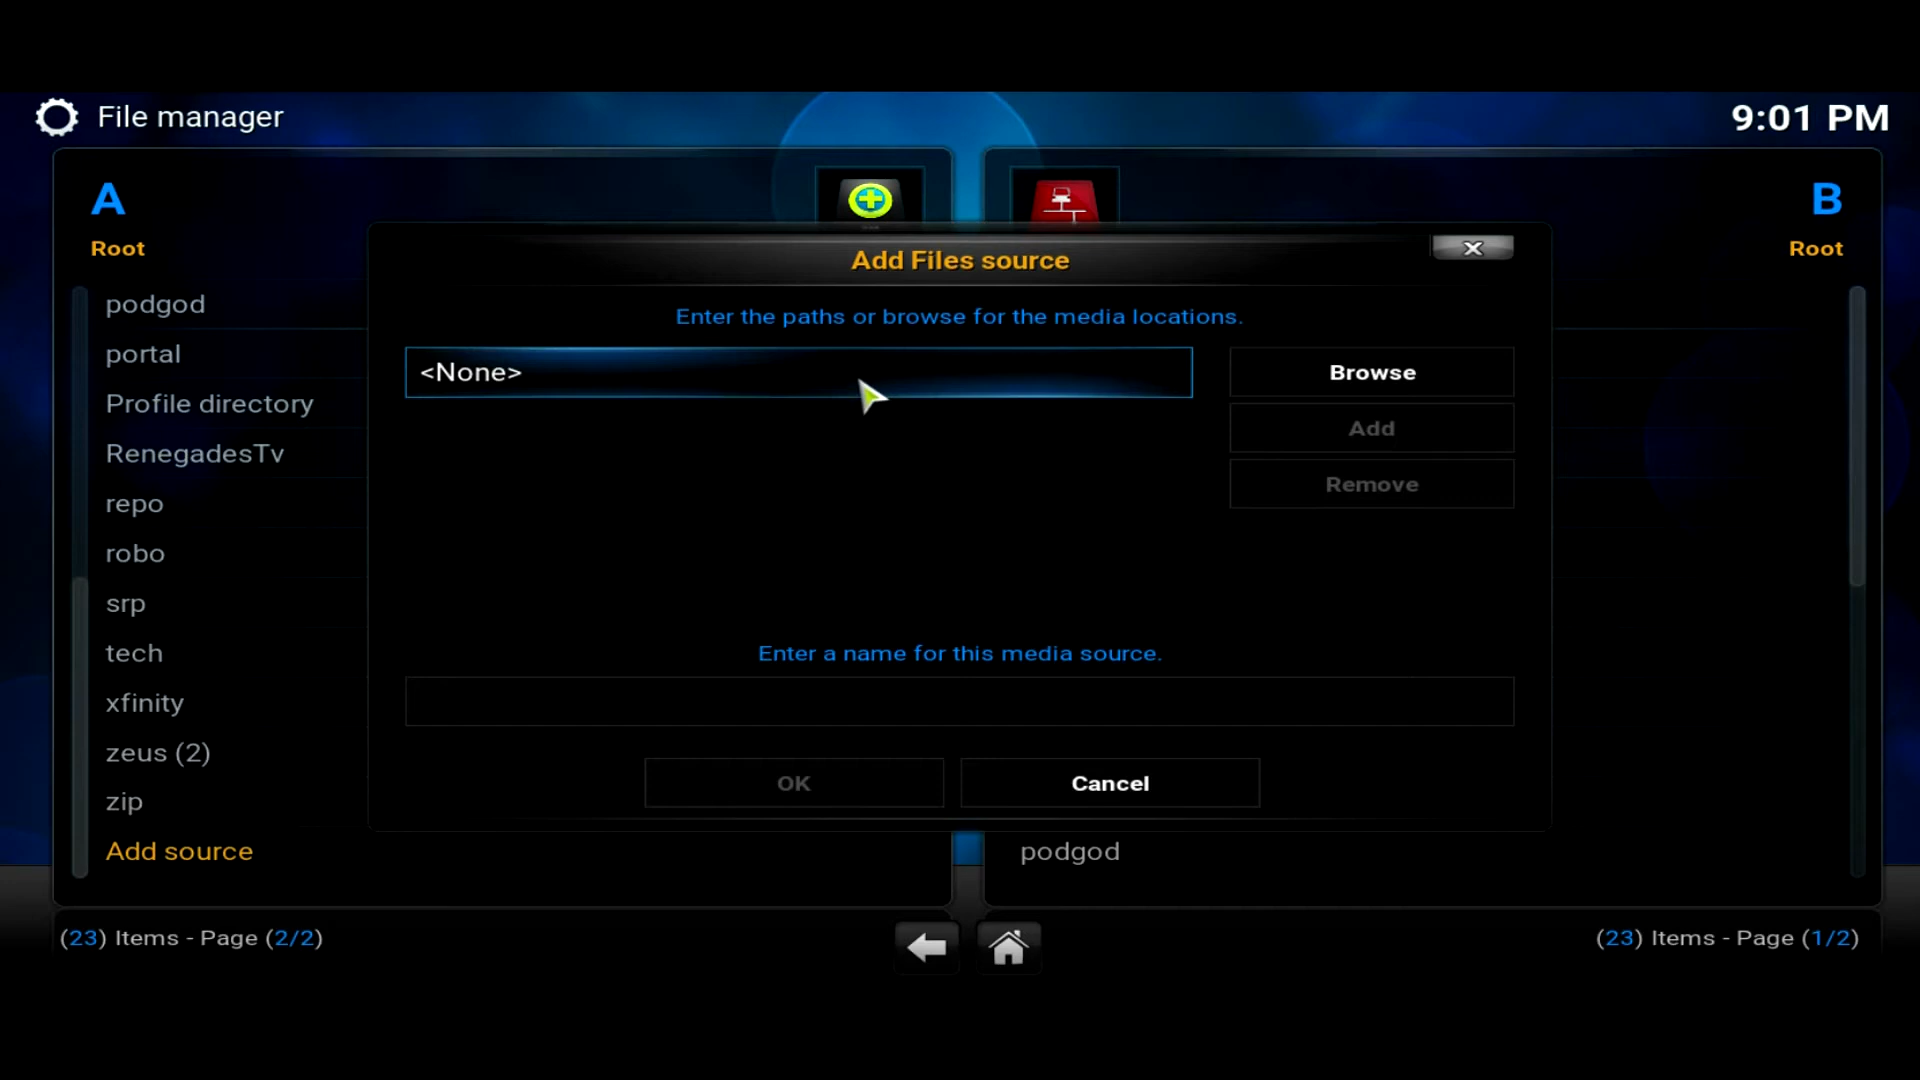 File manager
9:01 PM
A
B
Root
Root
podgod
portal
Profile directory
RenegadesTv
repo
robo
srp
tech
xfinity
zeus (2)
zip
Add source
Add Files source
Enter the paths or browse for the media locations.
<None>
Browse
Add
Remove
Enter a name for this media source.
OK
Cancel
podgod
(23) Items - Page (2/2)
(23) Items - Page (1/2)